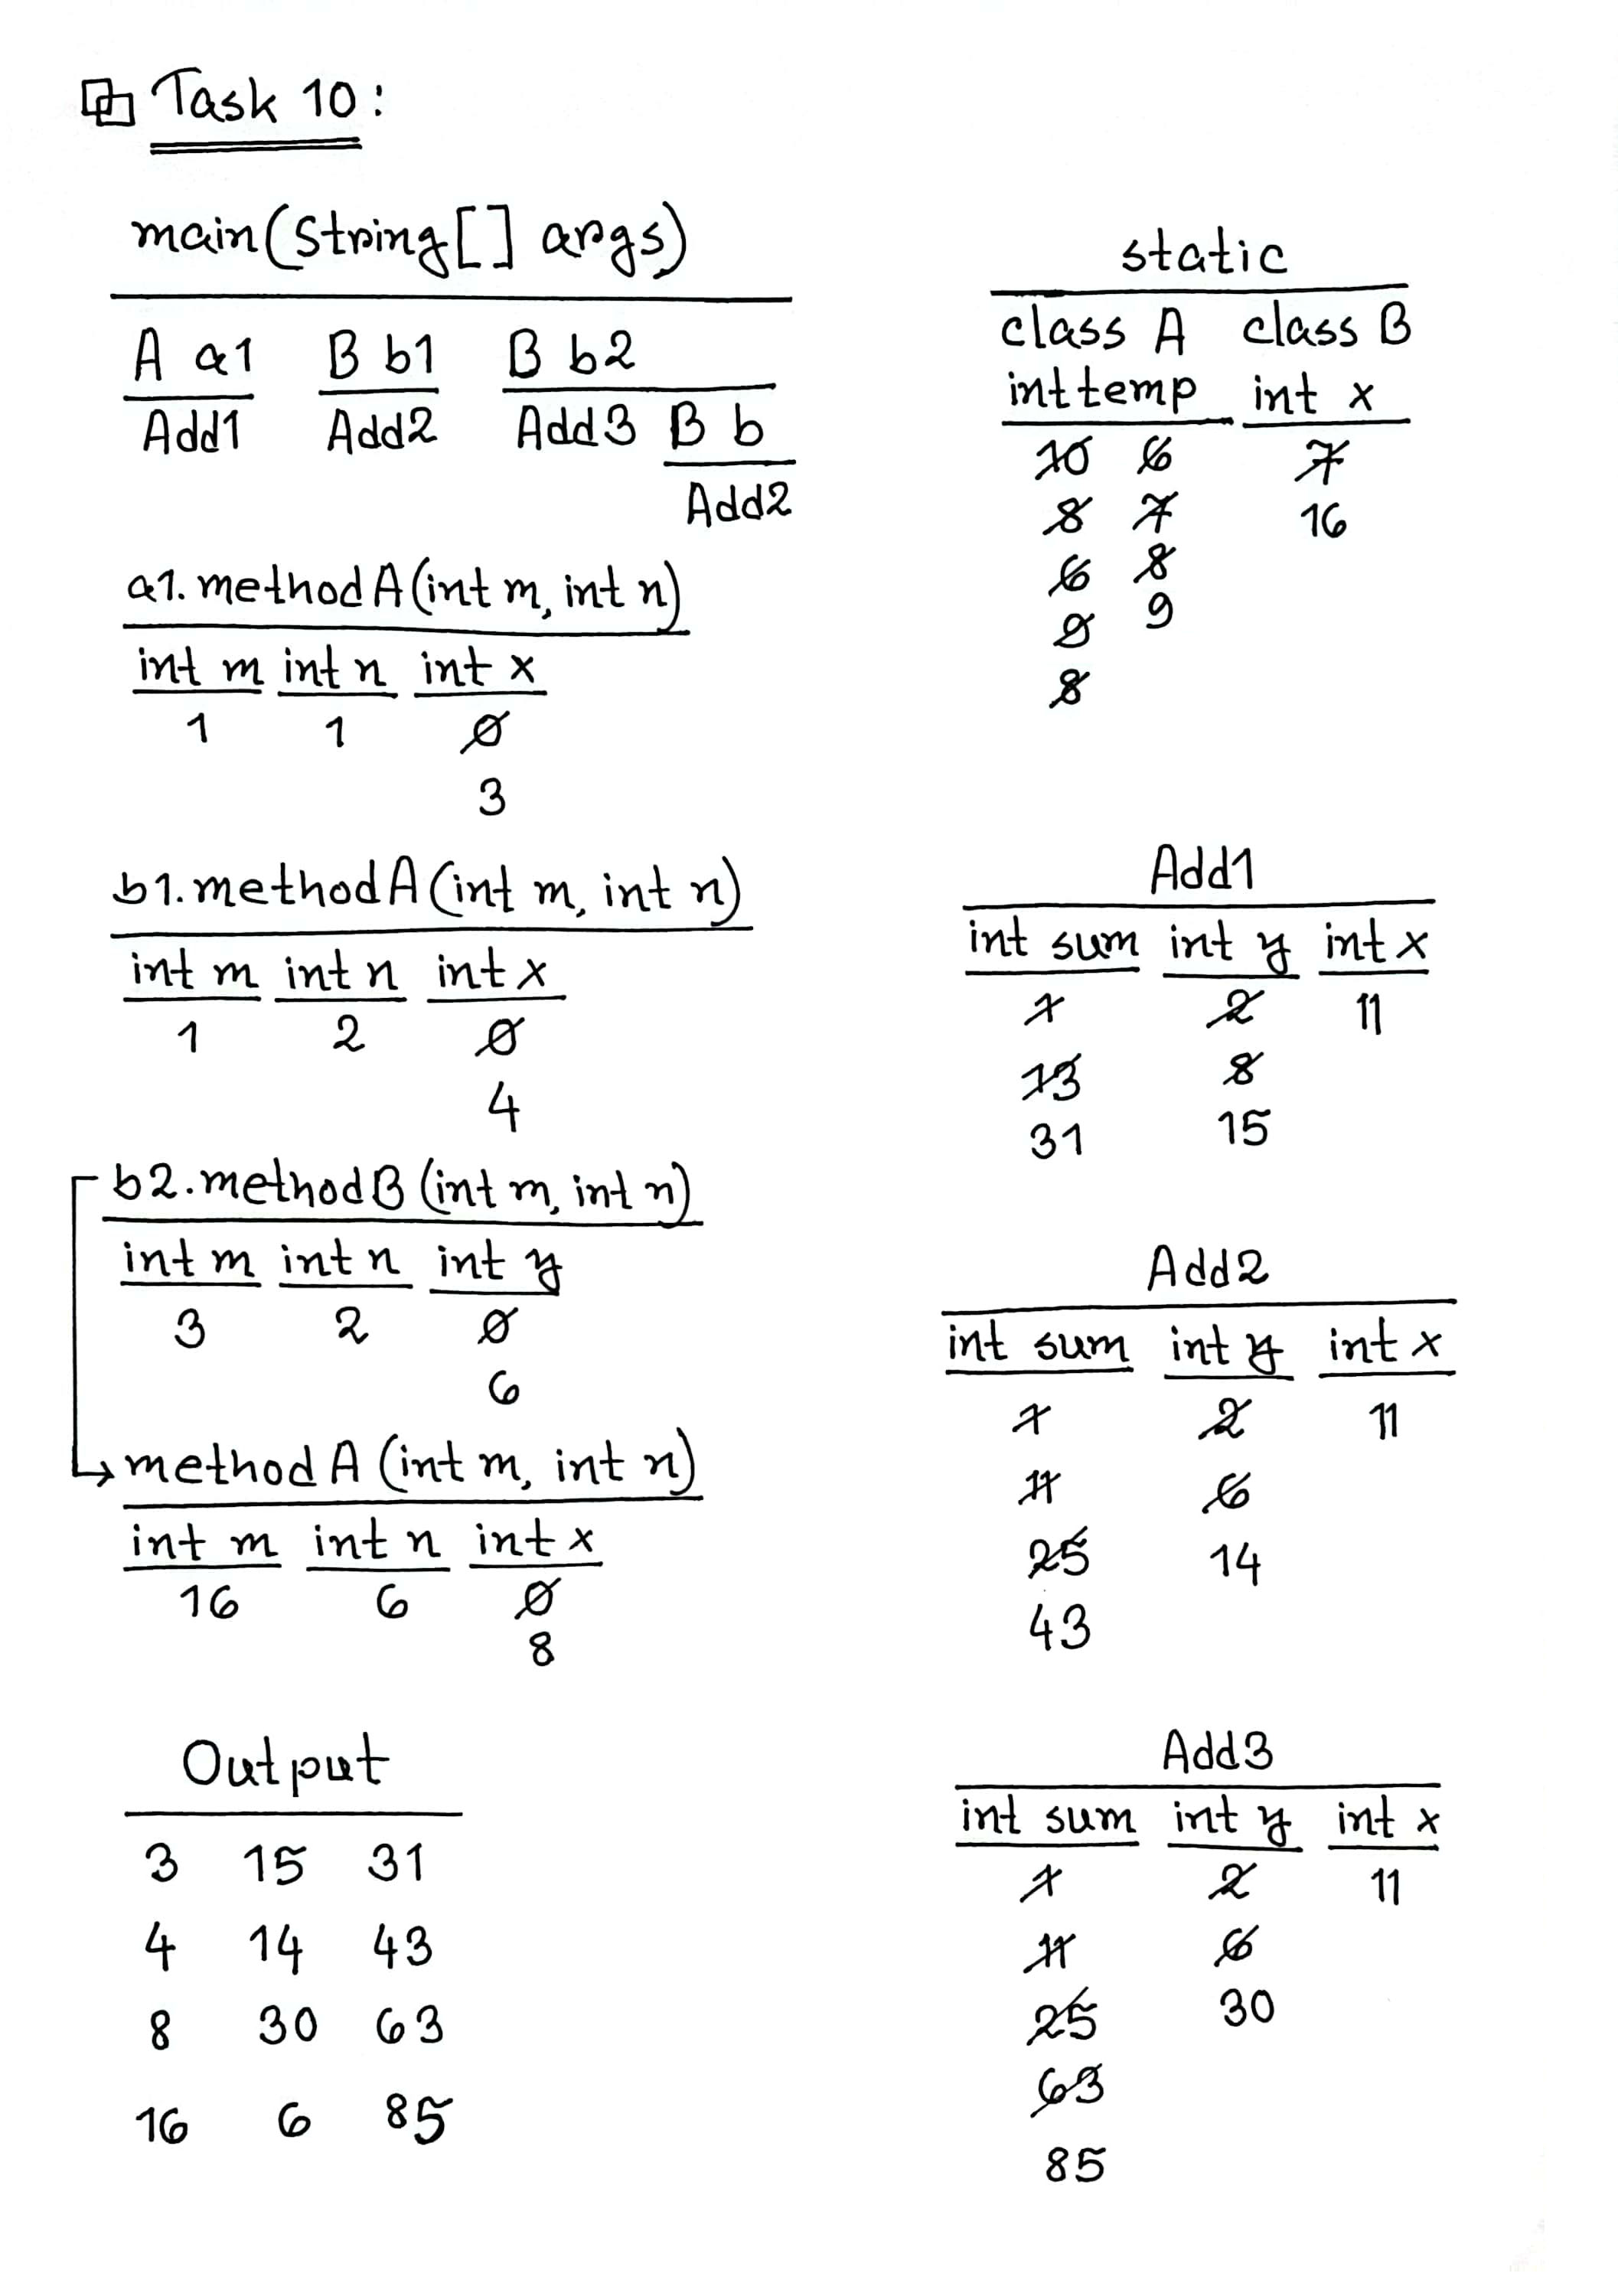 Task 10:
main(String[] args)
A a1 B b1 B b2
Add1 Add2 Add3 B b
Add2
a1.methodA(int m, int n)
int m int n int x
1 1 0
3
b1.methodA(int m, int n)
int m int n int x
1 2 0
4
b2.methodB(int m, int n)
int m int n int y
3 2 0
6
methodA(int m, int n)
int m int n int x
16 6 0
8
Output
3 15 31
4 14 43
8 30 63
16 6 85
static
class A class B
int temp int x
10 6 7
8 7 16
6 8
9 9
8
Add1
int sum int y int x
1 2 11
13 8
31 15
Add2
int sum int y int x
1 2 11
11 6
25 14
43
Add3
int sum int y int x
1 2 11
11 6
25 30
63
85